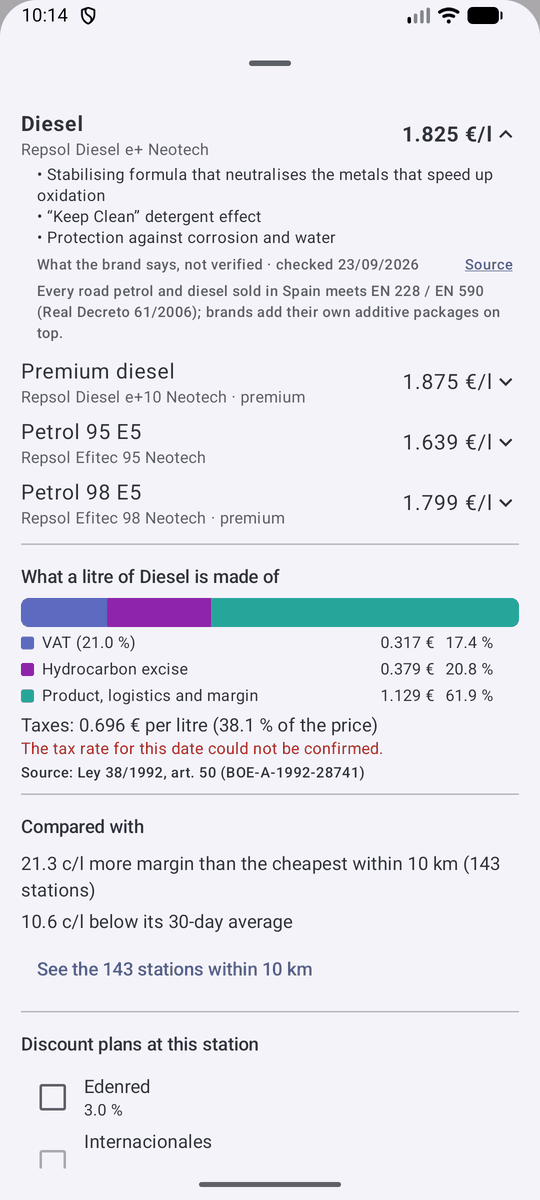 10:14
Diesel
1.825 €/l
Repsol Diesel e+ Neotech
• Stabilising formula that neutralises the metals that speed up
oxidation
• “Keep Clean” detergent effect
• Protection against corrosion and water
What the brand says, not verified · checked 23/09/2026 Source
Every road petrol and diesel sold in Spain meets EN 228 / EN 590
(Real Decreto 61/2006); brands add their own additive packages on
top.
Premium diesel
1.875 €/l
Repsol Diesel e+10 Neotech · premium
Petrol 95 E5
1.639 €/l
Repsol Efitec 95 Neotech
Petrol 98 E5
1.799 €/l
Repsol Efitec 98 Neotech · premium
What a litre of Diesel is made of
VAT (21.0 %) 0.317 € 17.4 %
Hydrocarbon excise 0.379 € 20.8 %
Product, logistics and margin 1.129 € 61.9 %
Taxes: 0.696 € per litre (38.1 % of the price)
The tax rate for this date could not be confirmed.
Source: Ley 38/1992, art. 50 (BOE-A-1992-28741)
Compared with
21.3 c/l more margin than the cheapest within 10 km (143
stations)
10.6 c/l below its 30-day average
See the 143 stations within 10 km
Discount plans at this station
Edenred
3.0 %
Internacionales